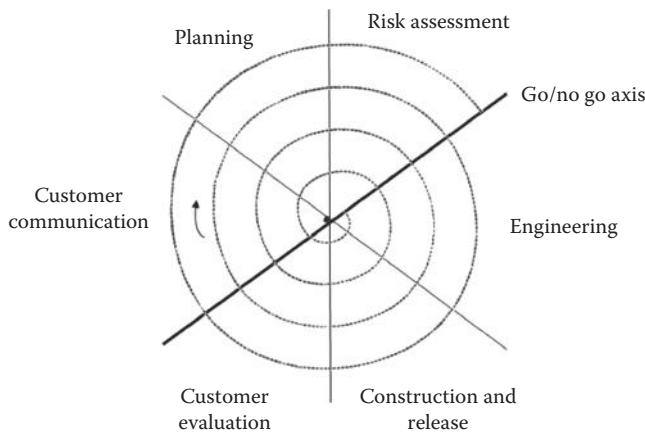 Risk assessment
Planning
Go/no go axis
Customer
communication
Engineering
Customer
evaluation
Construction and
release